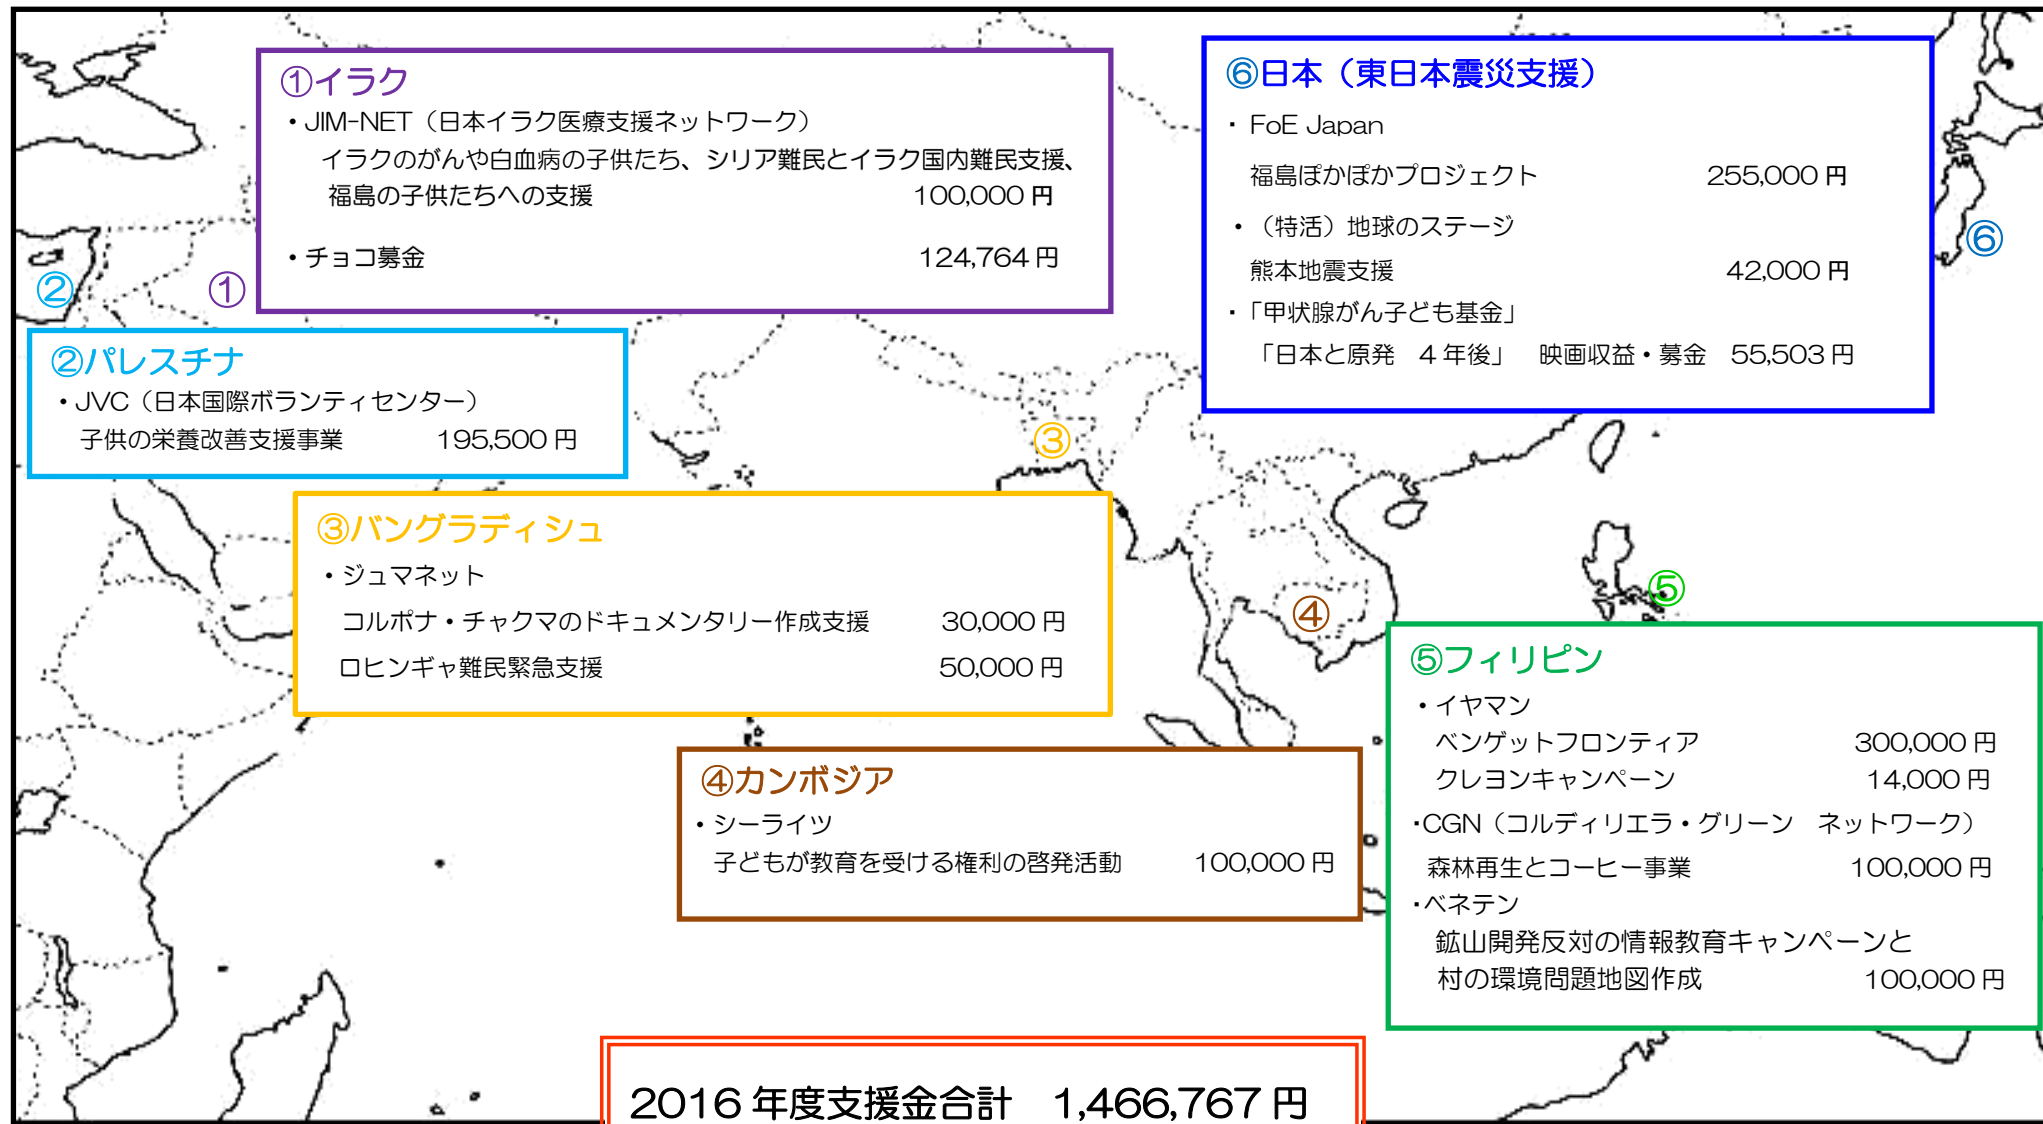 ①イラク
・JIM-NET（日本イラク医療支援ネットワーク）
イラクのがんや白血病の子供たち、シリア難民とイラク国内難民支援、
福島の子供たちへの支援 100,000 円
・チョコ募金 124,764 円
⑥日本（東日本震災支援）
・ FoE Japan
福島ぽかぽかプロジェクト 255,000 円
・（特活）地球のステージ
熊本地震支援 42,000 円
・「甲状腺がん子ども基金」
「日本と原発　４年後」　映画収益・募金　55,503 円
⑥
②
①
②パレスチナ
・JVC（日本国際ボランティセンター）
子供の栄養改善支援事業 195,500 円
③
③バングラディシュ
・ジュマネット
コルポナ・チャクマのドキュメンタリー作成支援 30,000 円
ロヒンギャ難民緊急支援 50,000 円
④
⑤
④カンボジア
・シーライツ
子どもが教育を受ける権利の啓発活動 100,000 円
⑤フィリピン
・イヤマン
ベンゲットフロンティア 300,000 円
クレヨンキャンペーン 14,000 円
・CGN（コルディリエラ・グリーン　ネットワーク）
森林再生とコーヒー事業 100,000 円
・ベネテン
鉱山開発反対の情報教育キャンペーンと
村の環境問題地図作成 100,000 円
2016 年度支援金合計　1,466,767 円